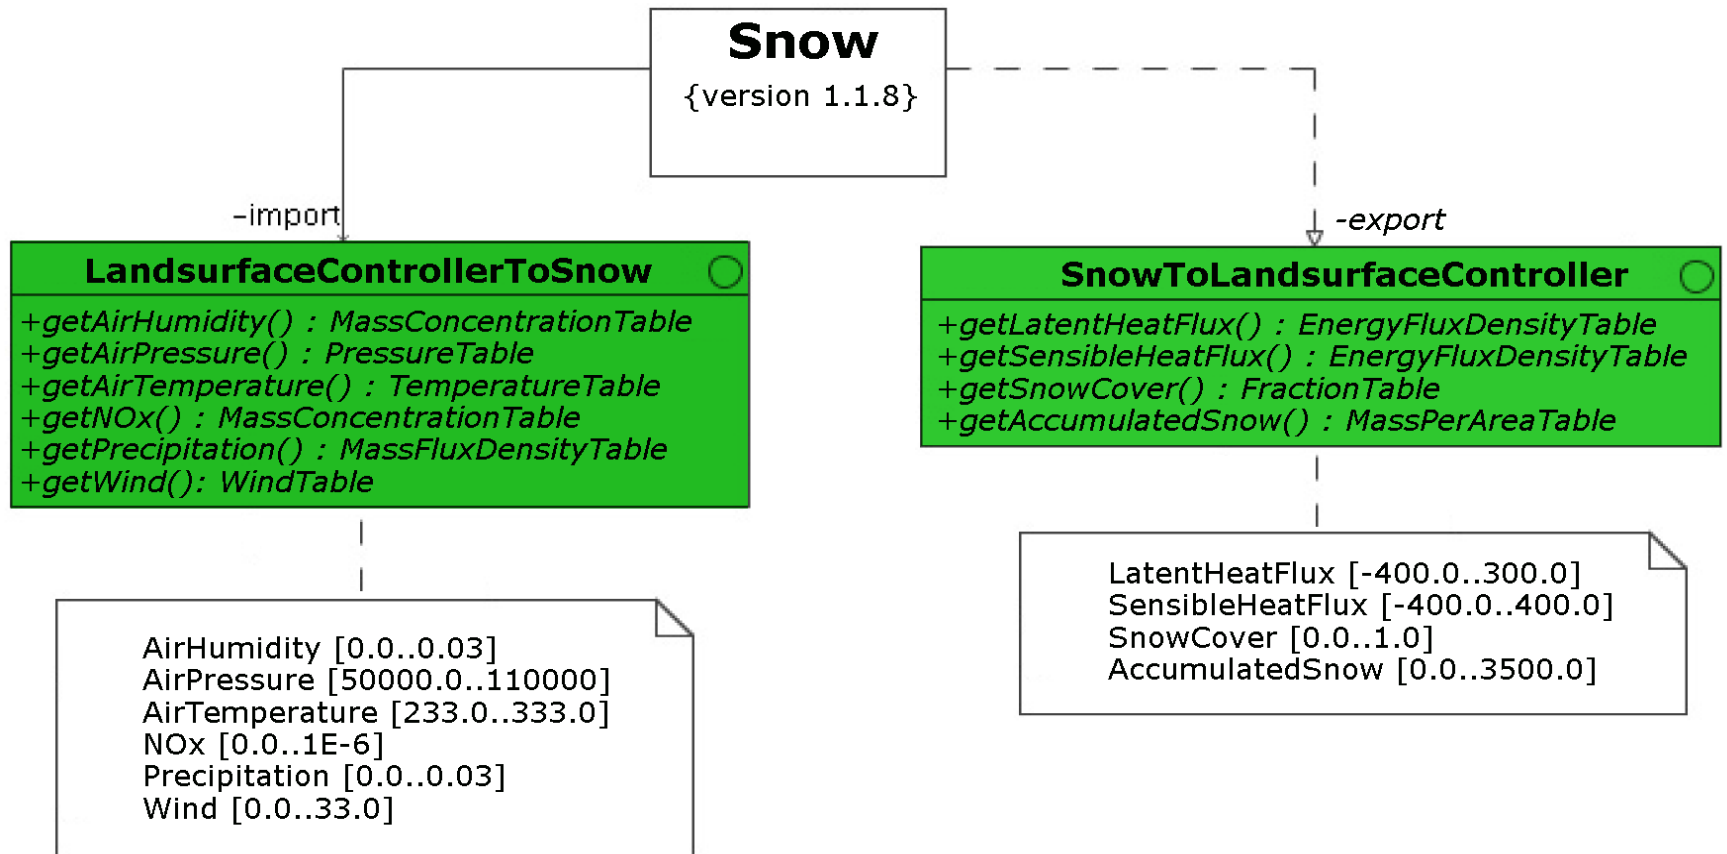 Snow
{version 1.1.8}
-import
-export
LandsurfaceControllerToSnow
+getAirHumidity() : MassConcentrationTable
+getAirPressure() : PressureTable
+getAirTemperature() : TemperatureTable
+getNOx() : MassConcentrationTable
+getPrecipitation() : MassFluxDensityTable
+getWind(): WindTable
SnowToLandsurfaceController
+getLatentHeatFlux() : EnergyFluxDensityTable
+getSensibleHeatFlux() : EnergyFluxDensityTable
+getSnowCover() : FractionTable
+getAccumulatedSnow() : MassPerAreaTable
AirHumidity [0.0..0.03]
AirPressure [50000.0..110000]
AirTemperature [233.0..333.0]
NOx [0.0..1E-6]
Precipitation [0.0..0.03]
Wind [0.0..33.0]
LatentHeatFlux [-400.0..300.0]
SensibleHeatFlux [-400.0..400.0]
SnowCover [0.0..1.0]
AccumulatedSnow [0.0..3500.0]